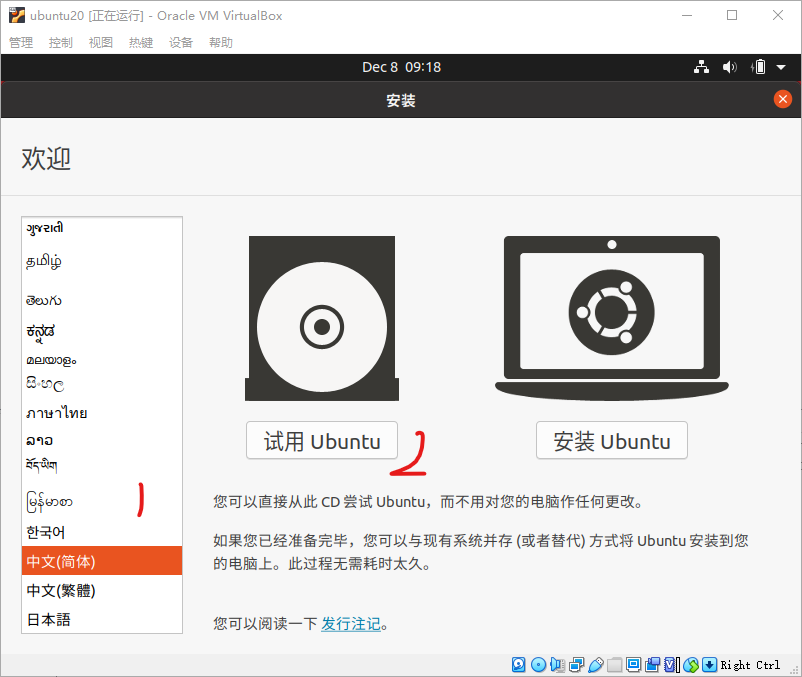 ubuntu20 [正在运行] - Oracle VM VirtualBox
管理 控制 视图 热键 设备 帮助
Dec 8 09:18
安装
欢迎
ગુજરાતી
தமிழ்
తెలుగు
ಕನ್ನಡ
മലയാളം
සිංහල
ภาษาไทย
ລາວ
བོད་ཡིག
မြန်မာစာ
한국어
中文(简体)
中文(繁體)
日本語
1
试用 Ubuntu
2
安装 Ubuntu
您可以直接从此 CD 尝试 Ubuntu，而不用对您的电脑作任何更改。
如果您已经准备完毕，您可以与现有系统并存 (或者替代) 方式将 Ubuntu 安装到您
的电脑上。此过程无需耗时太久。
您可以阅读一下 发行注记。
Right Ctrl